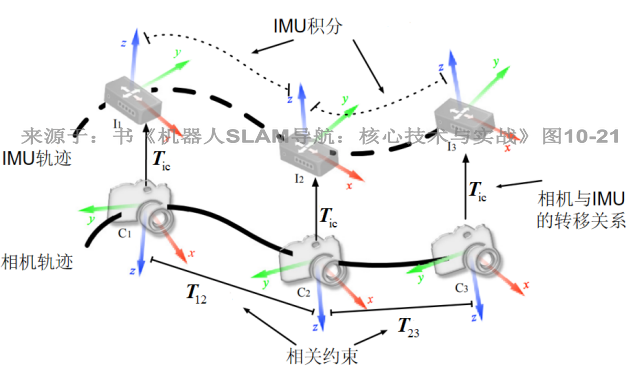 IMU积分
z
y
z
y
z
y
I1
x
I2
x
I3
x
来源于：书《机器人SLAM导航：核心技术与实战》图10-21
IMU轨迹
Tic
Tic
Tic
相机与IMU
的转移关系
y
C1
x
z
y
C2
x
z
y
C3
x
z
相机轨迹
T12
T23
相关约束